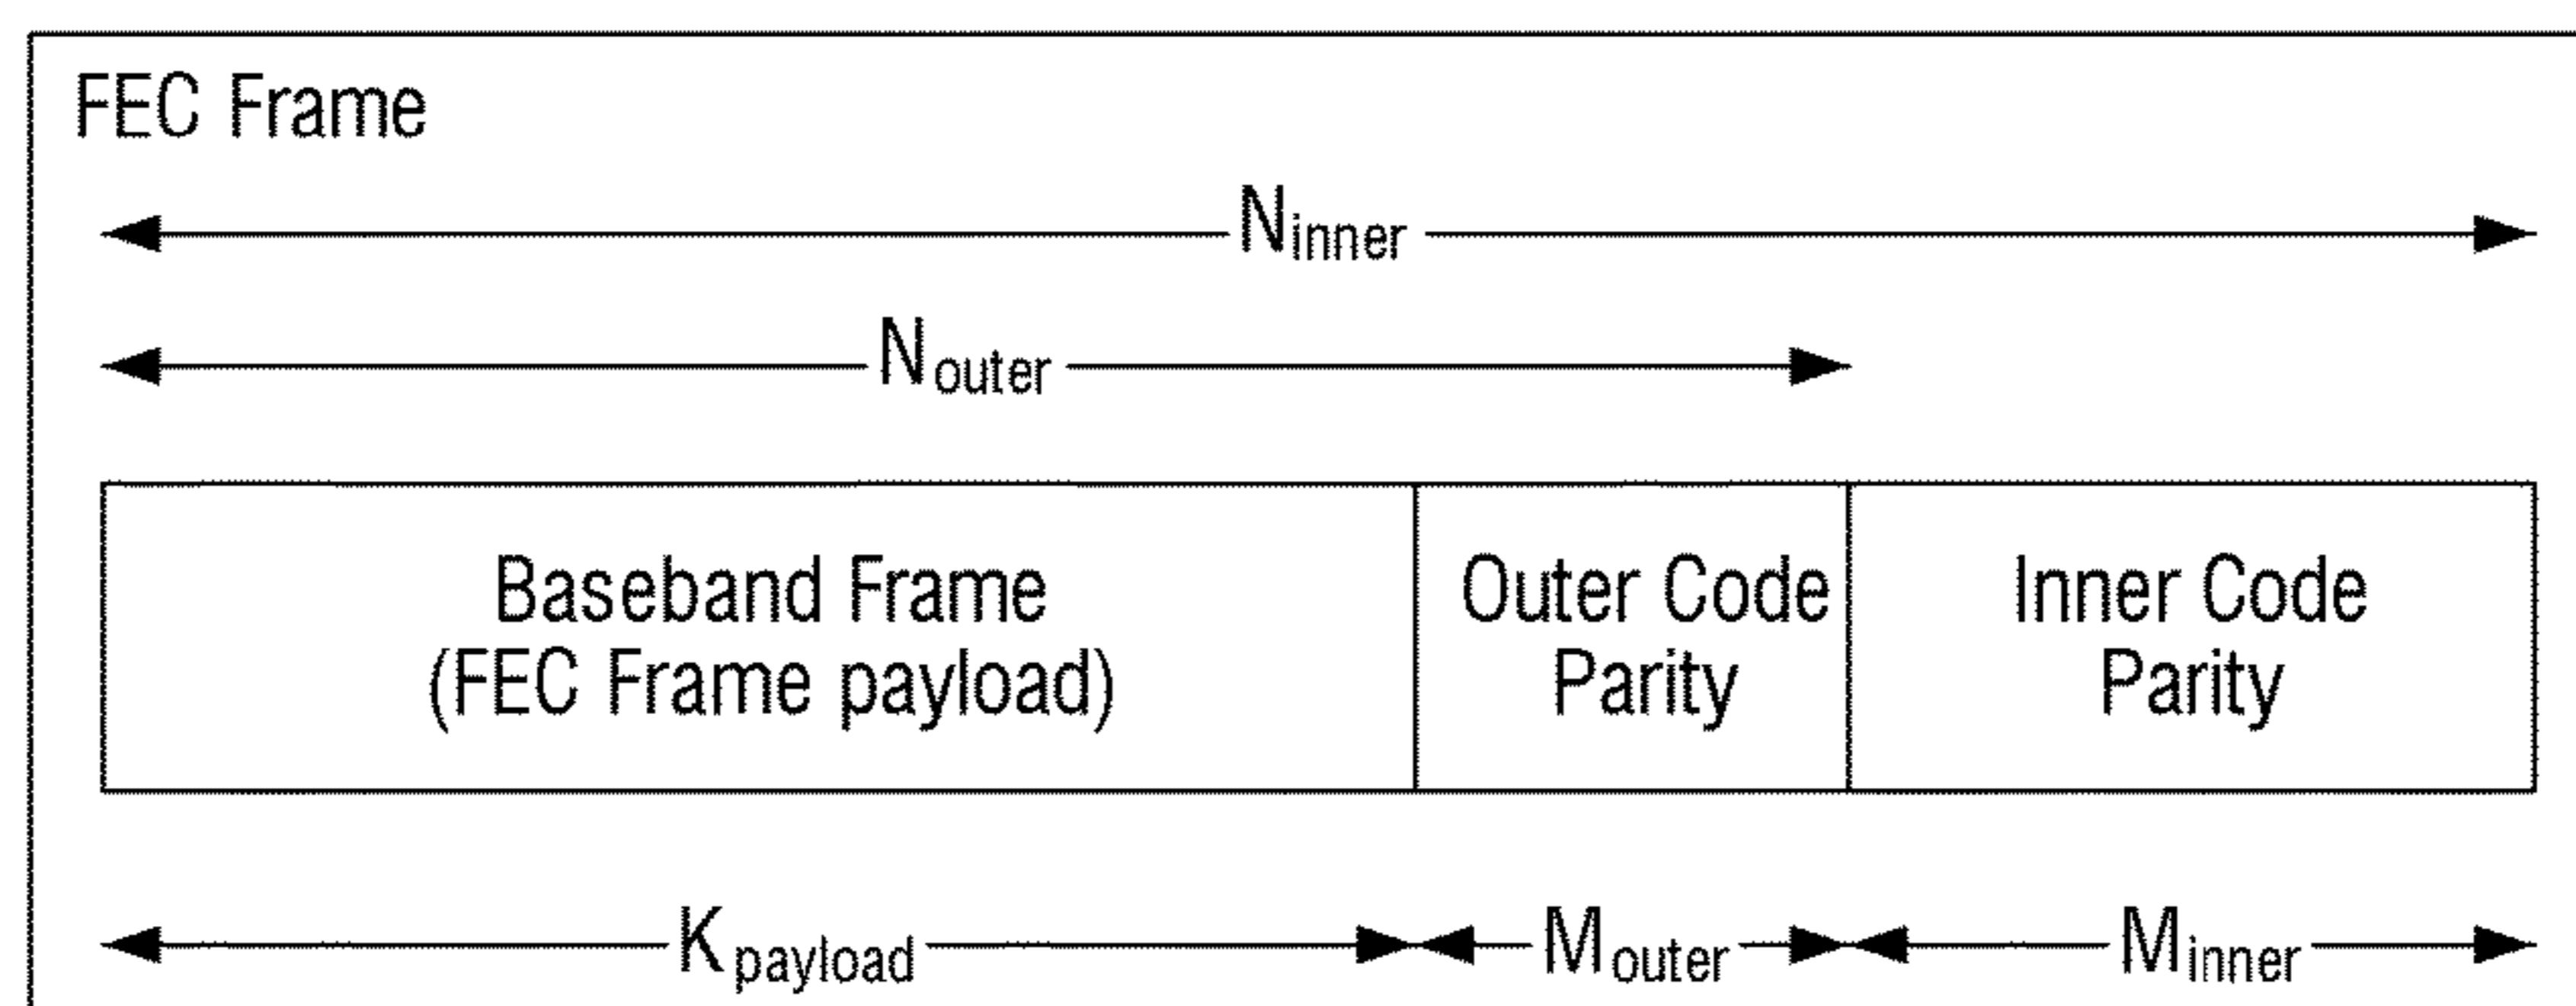 FEC Frame
Ninner
Nouter
Baseband Frame
(FEC Frame payload)
Outer Code
Parity
Inner Code
Parity
Kpayload
Mouter
Minner